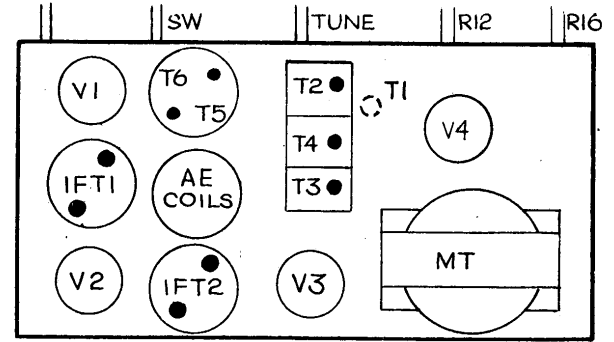 SW TUNE R12 R16
V1 T6 T5 T2 T1 V4
T4
IFT1 AE COILS T3
V2 IFT2 V3 MT